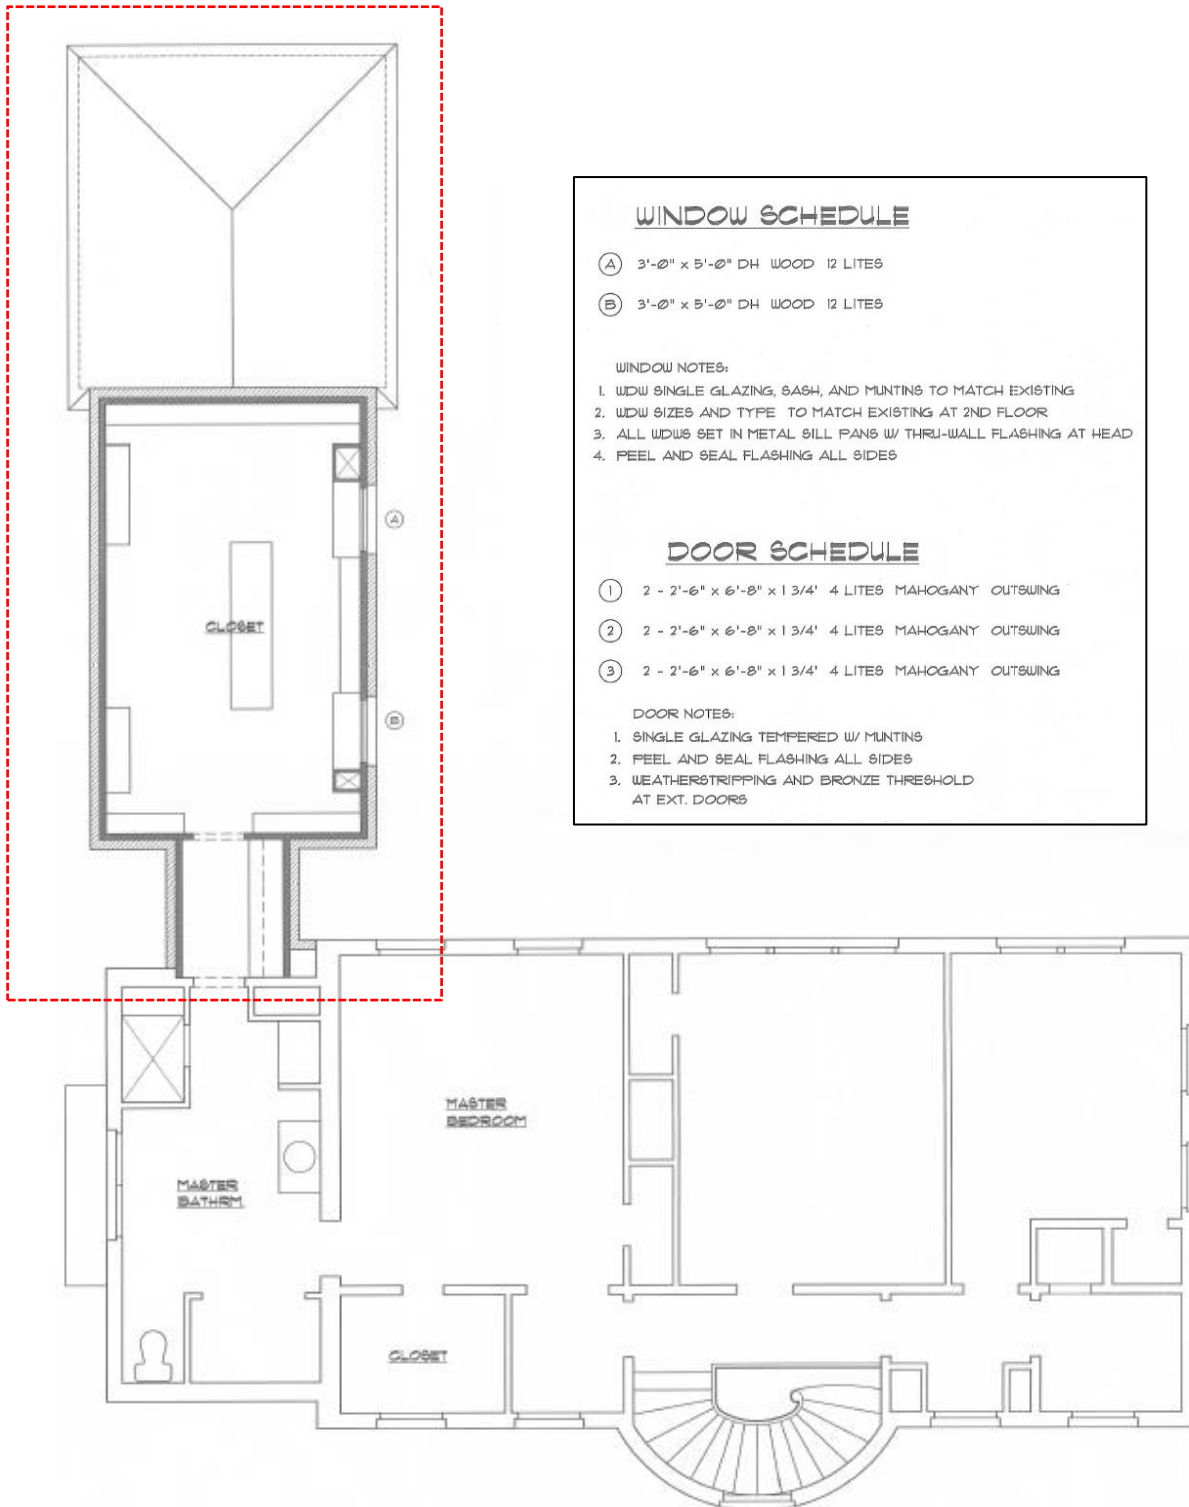 WINDOW SCHEDULE
A 3'-0" x 5'-0" DH WOOD 12 LITES
B 3'-0" x 5'-0" DH WOOD 12 LITES
WINDOW NOTES:
1. WDW SINGLE GLAZING, SASH, AND MUNTINS TO MATCH EXISTING
2. WDW SIZES AND TYPE TO MATCH EXISTING AT 2ND FLOOR
3. ALL WDWS SET IN METAL SILL PANS W/ THRU-WALL FLASHING AT HEAD
4. PEEL AND SEAL FLASHING ALL SIDES
DOOR SCHEDULE
1 2 - 2'-6" x 6'-8" x 1 3/4' 4 LITES MAHOGANY OUTSWING
2 2 - 2'-6" x 6'-8" x 1 3/4' 4 LITES MAHOGANY OUTSWING
3 2 - 2'-6" x 6'-8" x 1 3/4' 4 LITES MAHOGANY OUTSWING
DOOR NOTES:
1. SINGLE GLAZING TEMPERED W/ MUNTINS
2. PEEL AND SEAL FLASHING ALL SIDES
3. WEATHERSTRIPPING AND BRONZE THRESHOLD
AT EXT. DOORS
A
CLOSET
B
MASTER
BEDROOM
MASTER
BATHRM.
CLOSET